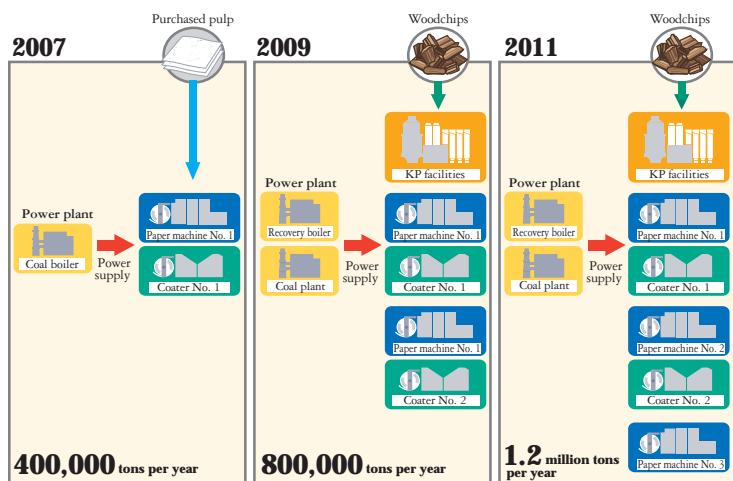 2007
Purchased pulp
Power plant
Coal boiler
Power
supply
Paper machine No. 1
Coater No. 1
400,000 tons per year
2009
Woodchips
KP facilities
Power plant
Recovery boiler
Coal plant
Power
supply
Paper machine No. 1
Coater No. 1
Paper machine No. 1
Coater No. 2
800,000 tons per year
2011
Woodchips
KP facilities
Power plant
Recovery boiler
Coal plant
Power
supply
Paper machine No. 1
Coater No. 1
Paper machine No. 2
Coater No. 2
Paper machine No. 3
1.2 million tons
per year